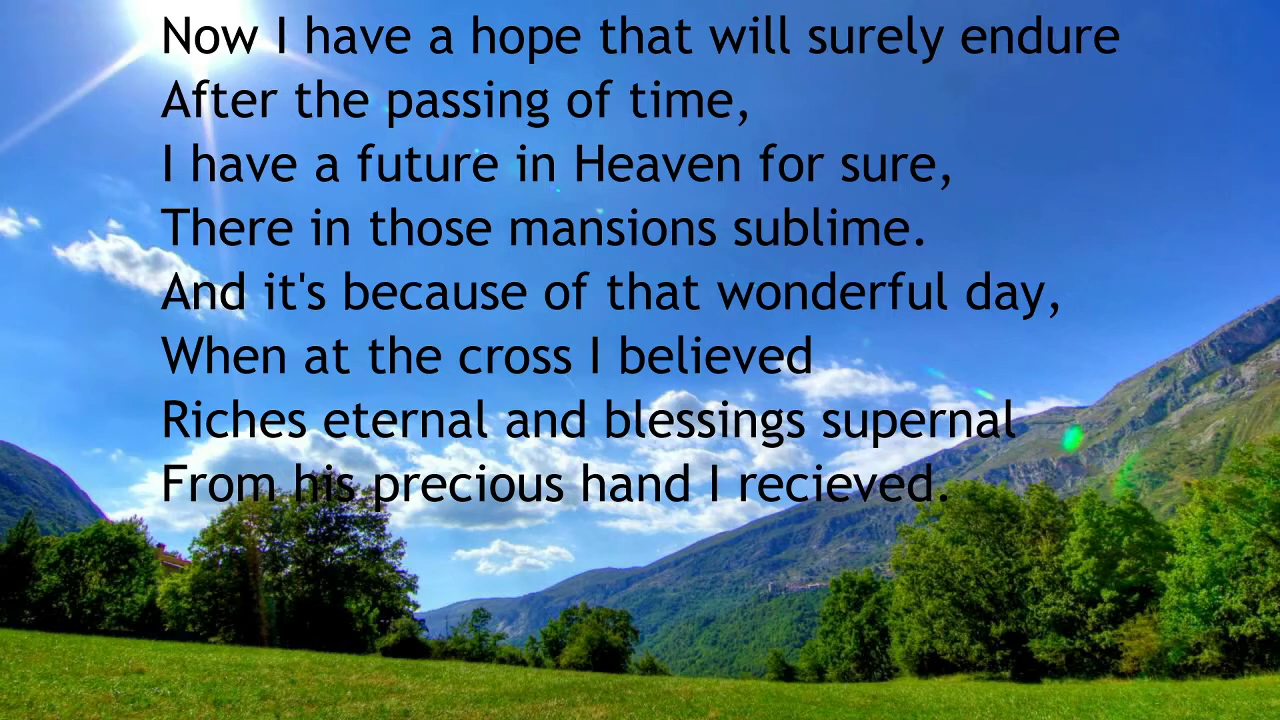 Now I have a hope that will surely endure
After the passing of time,
I have a future in Heaven for sure,
There in those mansions sublime.
And it's because of that wonderful day,
When at the cross I believed
Riches eternal and blessings supernal
From his precious hand I recieved.